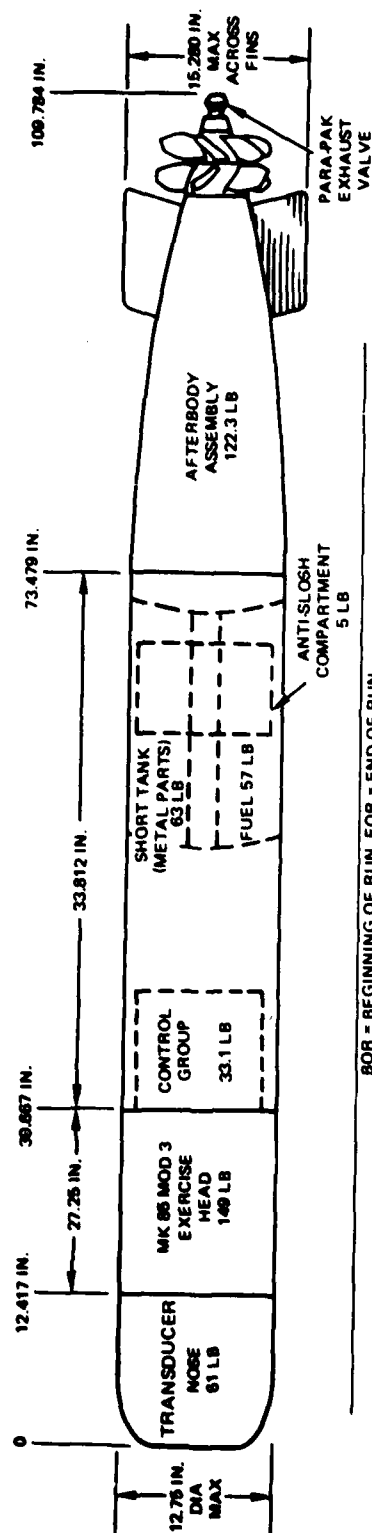 0
12.417 IN.
39.667 IN.
73.479 IN.
109.784 IN.
27.25 IN.
33.812 IN.
12.75 IN.
DIA
MAX
TRANSDUCER
NOSE
61 LB
MK 85 MOD 3
EXERCISE
HEAD
149 LB
CONTROL
GROUP
33.1 LB
SHORT TANK
(METAL PARTS)
63 LB
FUEL 57 LB
ANTI-SLOSH
COMPARTMENT
5 LB
AFTERBODY
ASSEMBLY
122.3 LB
15.280 IN.
MAX
ACROSS
FINS
PARA-PAK
EXHAUST
VALVE
BOR = BEGINNING OF RUN, EOR = END OF RUN